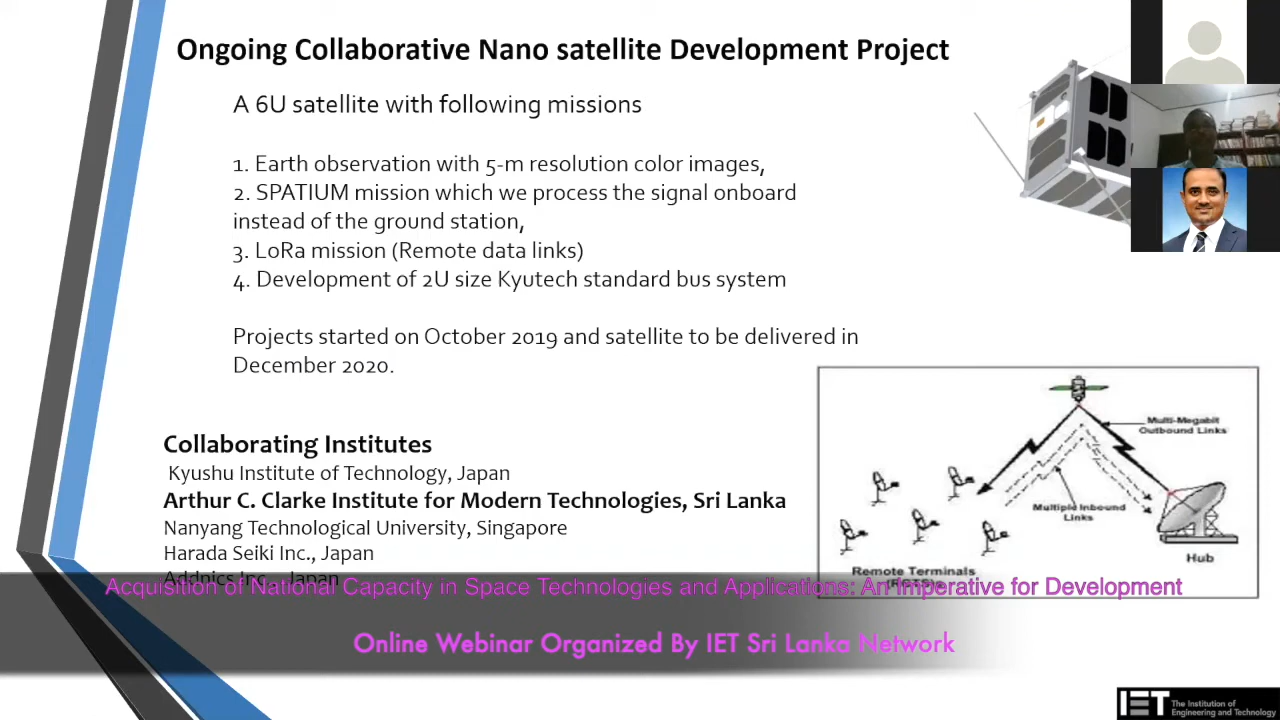 Ongoing Collaborative Nano satellite Development Project
A 6U satellite with following missions
1. Earth observation with 5-m resolution color images,
2. SPATIUM mission which we process the signal onboard
instead of the ground station,
3. LoRa mission (Remote data links)
4. Development of 2U size Kyutech standard bus system
Projects started on October 2019 and satellite to be delivered in
December 2020.
Collaborating Institutes
Kyushu Institute of Technology, Japan
Arthur C. Clarke Institute for Modern Technologies, Sri Lanka
Nanyang Technological University, Singapore
Harada Seiki Inc., Japan
Addnics Inc., Japan
Multi-Megabit
Outbound Links
Multiple Inbound
Links
Hub
Remote Terminals
Acquisition of National Capacity in Space Technologies and Applications: An Imperative for Development
Online Webinar Organized By IET Sri Lanka Network
IET The Institution of
Engineering and Technology